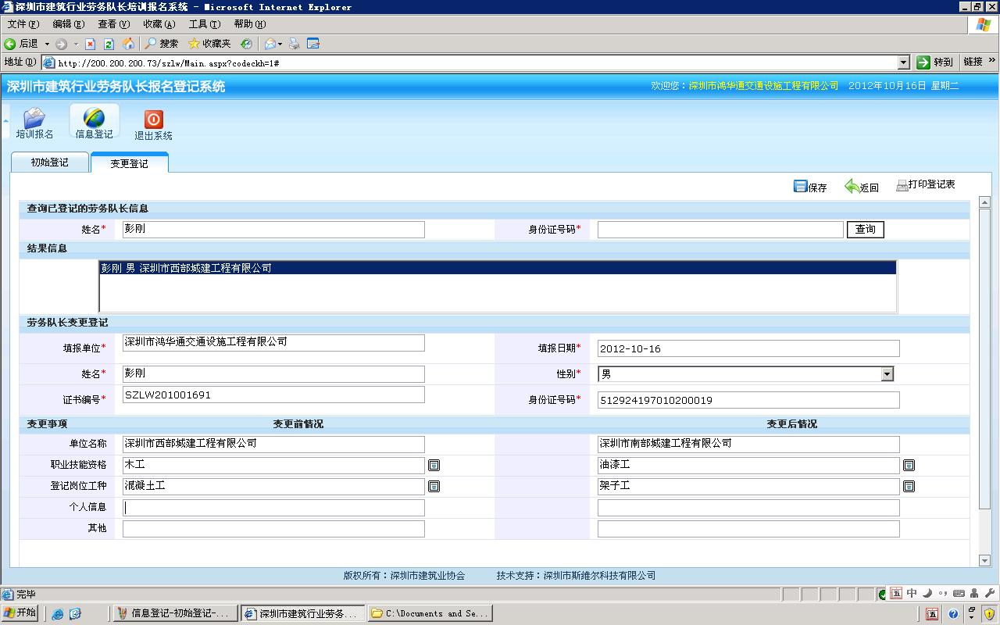 深圳市建筑行业劳务队长培训报名系统 - Microsoft Internet Explorer
文件(F) 编辑(E) 查看(V) 收藏(A) 工具(T) 帮助(H)
后退 搜索 收藏夹
地址(D) http://200.200.200.73/szlw/Main.aspx?codeckh=1# 转到 链接 »
深圳市建筑行业劳务队长报名登记系统 欢迎您：深圳市鸿华通交通设施工程有限公司 2012年10月16日 星期二
培训报名 信息登记 退出系统
初始登记 变更登记
保存 返回 打印登记表
查询已登记的劳务队长信息
姓名* 彭刚 身份证号码* 查询
结果信息
彭刚 男 深圳市西部城建工程有限公司
劳务队长变更登记
填报单位* 深圳市鸿华通交通设施工程有限公司 填报日期* 2012-10-16
姓名* 彭刚 性别* 男
证书编号* SZLW201001691 身份证号码* 512924197010200019
变更事项 变更前情况 变更后情况
单位名称 深圳市西部城建工程有限公司 深圳市南部城建工程有限公司
职业技能资格 木工 油漆工
登记岗位工种 混凝土工 架子工
个人信息
其他
版权所有：深圳市建筑业协会 技术支持：深圳市斯维尔科技有限公司
完毕 五 中
开始 信息登记-初始登记-... 深圳市建筑行业劳务... C:\Documents and Se... 五